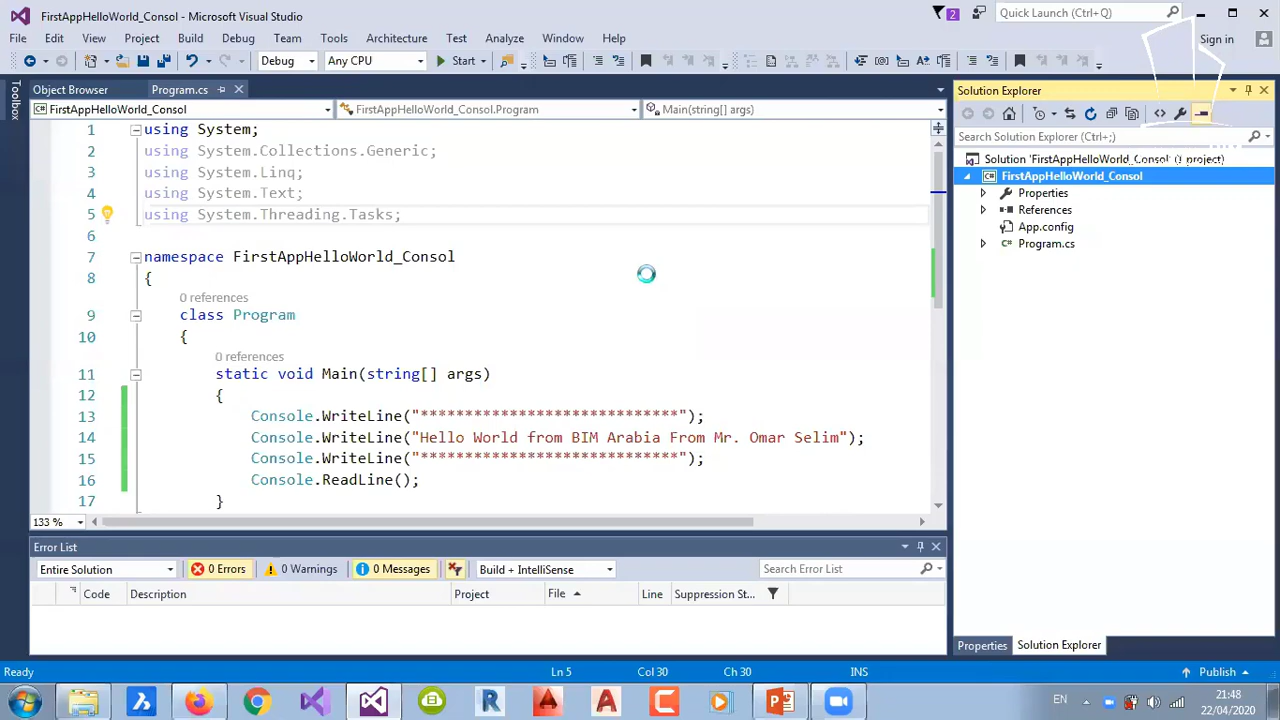 FirstAppHelloWorld_Consol - Microsoft Visual Studio
2
Quick Launch (Ctrl+Q)
File Edit View Project Build Debug Team Tools Architecture Test Analyze Window Help
Sign in
Debug Any CPU Start
Toolbox
Object Browser Program.cs
FirstAppHelloWorld_Consol FirstAppHelloWorld_Consol.Program Main(string[] args)
1 using System;
2 using System.Collections.Generic;
3 using System.Linq;
4 using System.Text;
5 using System.Threading.Tasks;
6
7 namespace FirstAppHelloWorld_Consol
8 {
0 references
9 class Program
10 {
0 references
11 static void Main(string[] args)
12 {
13 Console.WriteLine("*****************************");
14 Console.WriteLine("Hello World from BIM Arabia From Mr. Omar Selim");
15 Console.WriteLine("*****************************");
16 Console.ReadLine();
17 }
133 %
Error List
Entire Solution 0 Errors 0 Warnings 0 Messages Build + IntelliSense Search Error List
Code Description Project File Line Suppression St...
Solution Explorer
Search Solution Explorer (Ctrl+;)
Solution 'FirstAppHelloWorld_Consol' (1 project)
FirstAppHelloWorld_Consol
Properties
References
App.config
Program.cs
Properties Solution Explorer
Ready Ln 5 Col 30 Ch 30 INS Publish
EN
21:48
22/04/2020